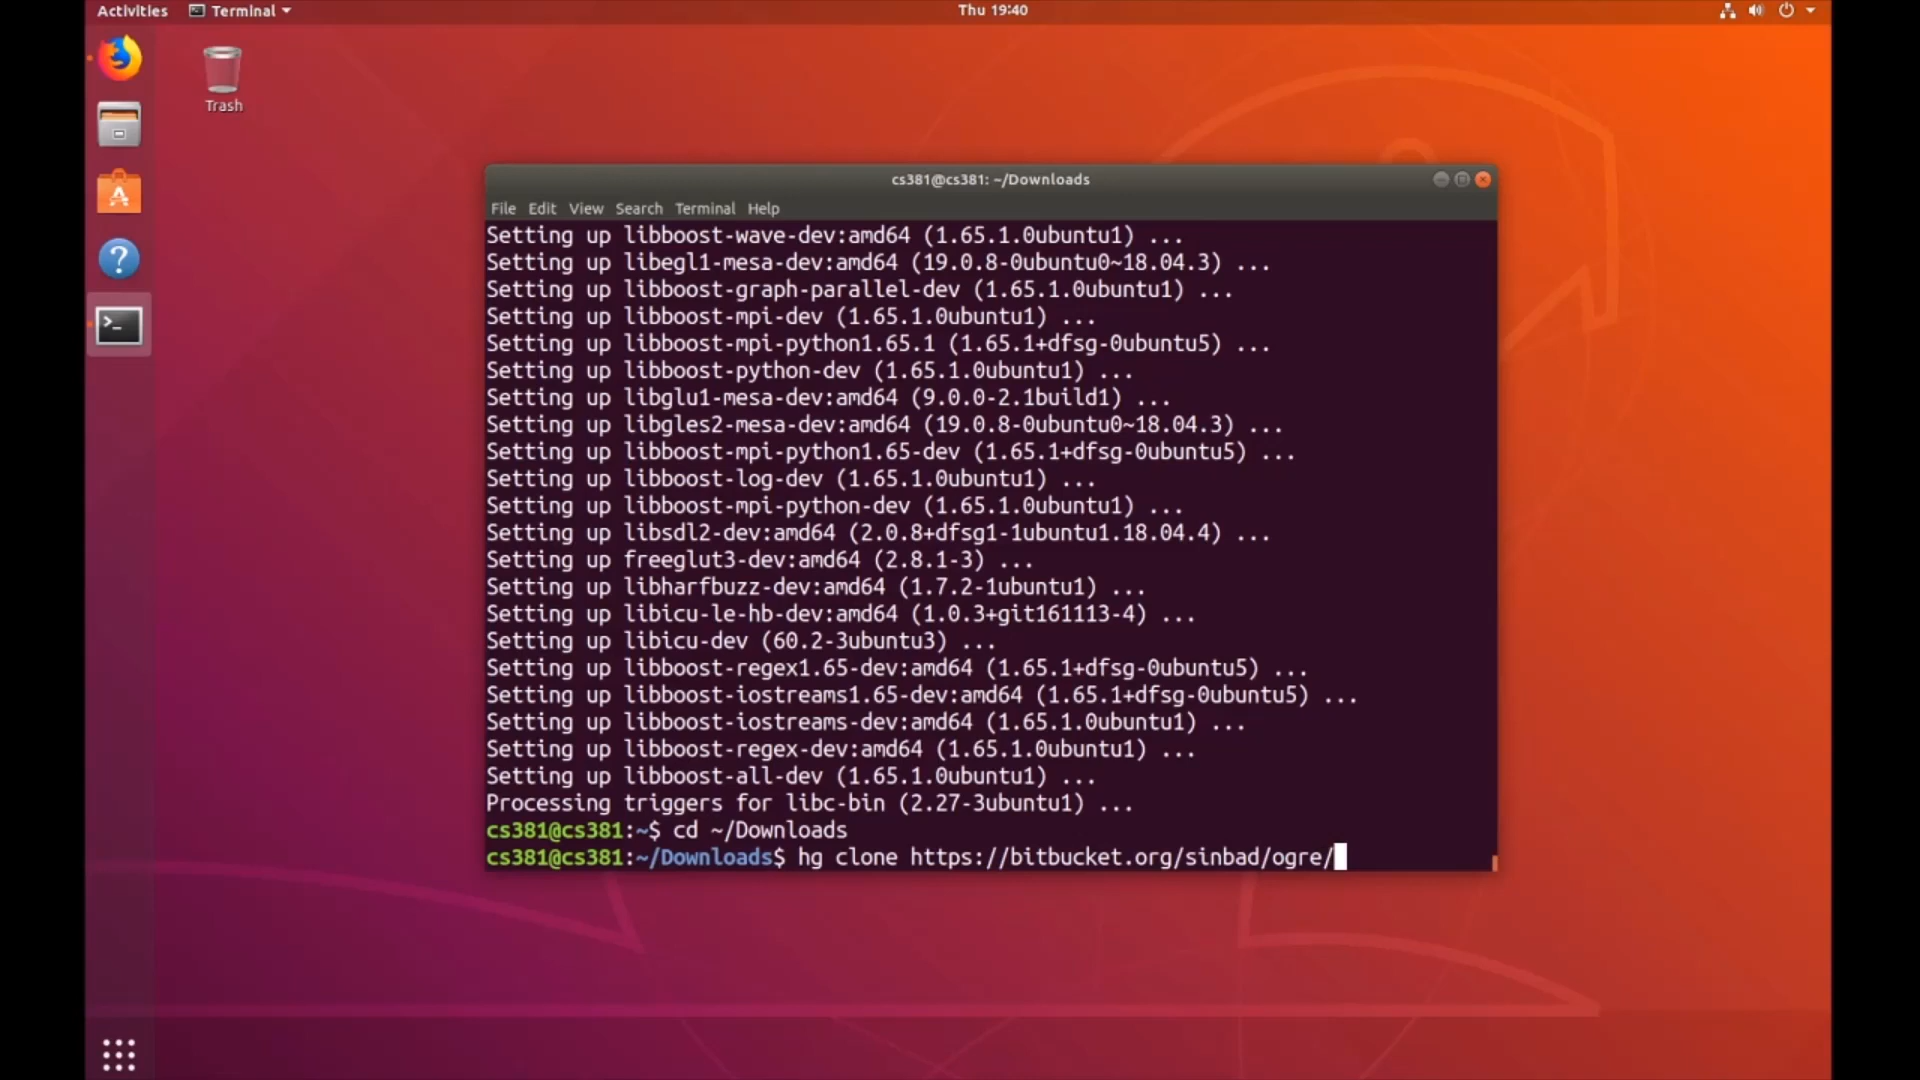 Activities
Terminal
Thu 19:40
Trash
cs381@cs381: ~/Downloads
File Edit View Search Terminal Help
Setting up libboost-wave-dev:amd64 (1.65.1.0ubuntu1) ...
Setting up libegl1-mesa-dev:amd64 (19.0.8-0ubuntu0~18.04.3) ...
Setting up libboost-graph-parallel-dev (1.65.1.0ubuntu1) ...
Setting up libboost-mpi-dev (1.65.1.0ubuntu1) ...
Setting up libboost-mpi-python1.65.1 (1.65.1+dfsg-0ubuntu5) ...
Setting up libboost-python-dev (1.65.1.0ubuntu1) ...
Setting up libglu1-mesa-dev:amd64 (9.0.0-2.1build1) ...
Setting up libgles2-mesa-dev:amd64 (19.0.8-0ubuntu0~18.04.3) ...
Setting up libboost-mpi-python1.65-dev (1.65.1+dfsg-0ubuntu5) ...
Setting up libboost-log-dev (1.65.1.0ubuntu1) ...
Setting up libboost-mpi-python-dev (1.65.1.0ubuntu1) ...
Setting up libsdl2-dev:amd64 (2.0.8+dfsg1-1ubuntu1.18.04.4) ...
Setting up freeglut3-dev:amd64 (2.8.1-3) ...
Setting up libharfbuzz-dev:amd64 (1.7.2-1ubuntu1) ...
Setting up libicu-le-hb-dev:amd64 (1.0.3+git161113-4) ...
Setting up libicu-dev (60.2-3ubuntu3) ...
Setting up libboost-regex1.65-dev:amd64 (1.65.1+dfsg-0ubuntu5) ...
Setting up libboost-iostreams1.65-dev:amd64 (1.65.1+dfsg-0ubuntu5) ...
Setting up libboost-iostreams-dev:amd64 (1.65.1.0ubuntu1) ...
Setting up libboost-regex-dev:amd64 (1.65.1.0ubuntu1) ...
Setting up libboost-all-dev (1.65.1.0ubuntu1) ...
Processing triggers for libc-bin (2.27-3ubuntu1) ...
cs381@cs381:~$ cd ~/Downloads
cs381@cs381:~/Downloads$ hg clone https://bitbucket.org/sinbad/ogre/